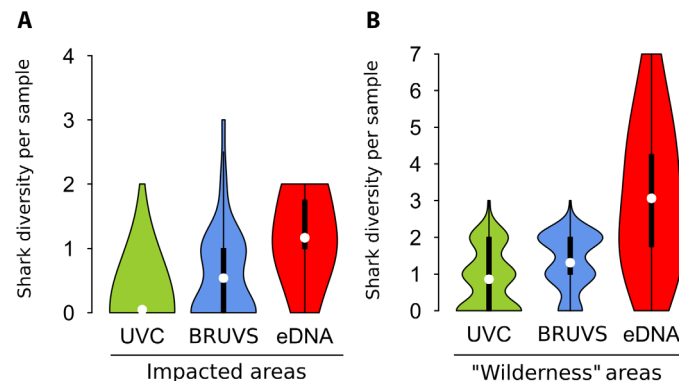 A
Shark diversity per sample
4
3
2
1
0
UVC BRUVS eDNA
Impacted areas
B
Shark diversity per sample
7
6
5
4
3
2
1
0
UVC BRUVS eDNA
"Wilderness" areas